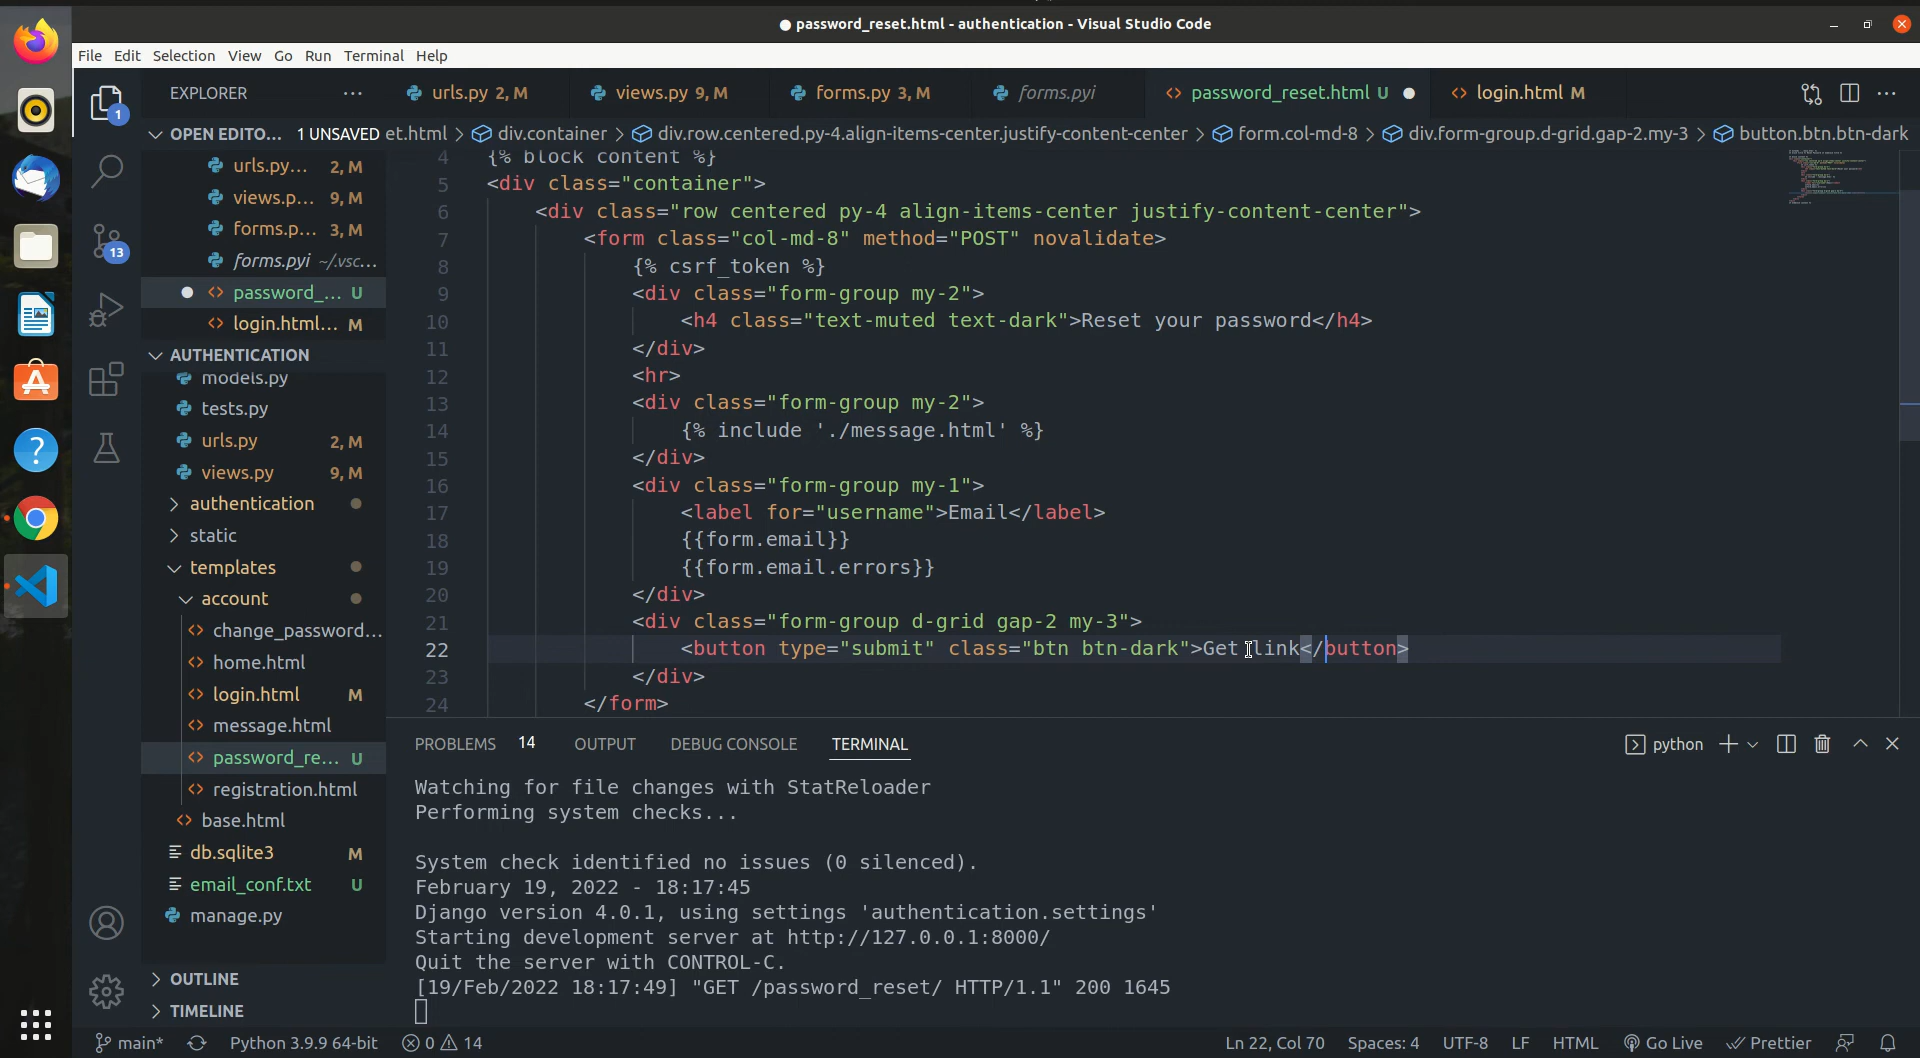 ● password_reset.html - authentication - Visual Studio Code
File Edit Selection View Go Run Terminal Help
EXPLORER ...
urls.py 2, M
views.py 9, M
forms.py 3, M
forms.pyi
password_reset.html U ●
login.html M
OPEN EDITO... 1 UNSAVED
et.html > div.container > div.row.centered.py-4.align-items-center.justify-content-center > form.col-md-8 > div.form-group.d-grid.gap-2.my-3 > button.btn.btn-dark
urls.py... 2, M
views.p... 9, M
forms.p... 3, M
forms.pyi ~/.vsc...
password_... U
login.html... M
AUTHENTICATION
models.py
tests.py
urls.py 2, M
views.py 9, M
authentication
static
templates
account
change_password...
home.html
login.html M
message.html
password_re... U
registration.html
base.html
db.sqlite3 M
email_conf.txt U
manage.py
OUTLINE
TIMELINE
1
13
4 {% block content %}
5 <div class="container">
6 <div class="row centered py-4 align-items-center justify-content-center">
7 <form class="col-md-8" method="POST" novalidate>
8 {% csrf_token %}
9 <div class="form-group my-2">
10 <h4 class="text-muted text-dark">Reset your password</h4>
11 </div>
12 <hr>
13 <div class="form-group my-2">
14 {% include './message.html' %}
15 </div>
16 <div class="form-group my-1">
17 <label for="username">Email</label>
18 {{form.email}}
19 {{form.email.errors}}
20 </div>
21 <div class="form-group d-grid gap-2 my-3">
22 <button type="submit" class="btn btn-dark">Get link</button>
23 </div>
24 </form>
PROBLEMS 14 OUTPUT DEBUG CONSOLE TERMINAL
python
Watching for file changes with StatReloader
Performing system checks...
System check identified no issues (0 silenced).
February 19, 2022 - 18:17:45
Django version 4.0.1, using settings 'authentication.settings'
Starting development server at http://127.0.0.1:8000/
Quit the server with CONTROL-C.
[19/Feb/2022 18:17:49] "GET /password_reset/ HTTP/1.1" 200 1645
main* Python 3.9.9 64-bit 0 14 Ln 22, Col 70 Spaces: 4 UTF-8 LF HTML Go Live Prettier